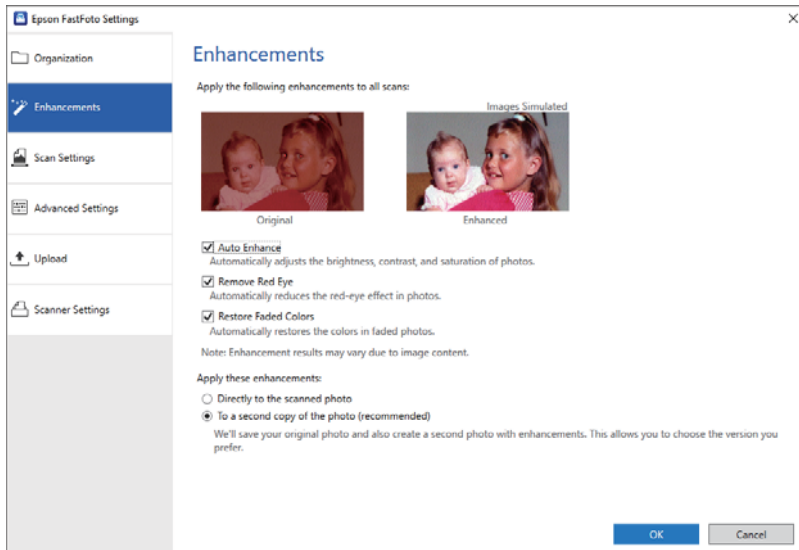 Epson FastFoto Settings
Organization
Enhancements
Scan Settings
Advanced Settings
Upload
Scanner Settings
Enhancements
Apply the following enhancements to all scans:
Images Simulated
Original
Enhanced
Auto Enhance
Automatically adjusts the brightness, contrast, and saturation of photos.
Remove Red Eye
Automatically reduces the red-eye effect in photos.
Restore Faded Colors
Automatically restores the colors in faded photos.
Note: Enhancement results may vary due to image content.
Apply these enhancements:
Directly to the scanned photo
To a second copy of the photo (recommended)
We'll save your original photo and also create a second photo with enhancements. This allows you to choose the version you
prefer.
OK
Cancel